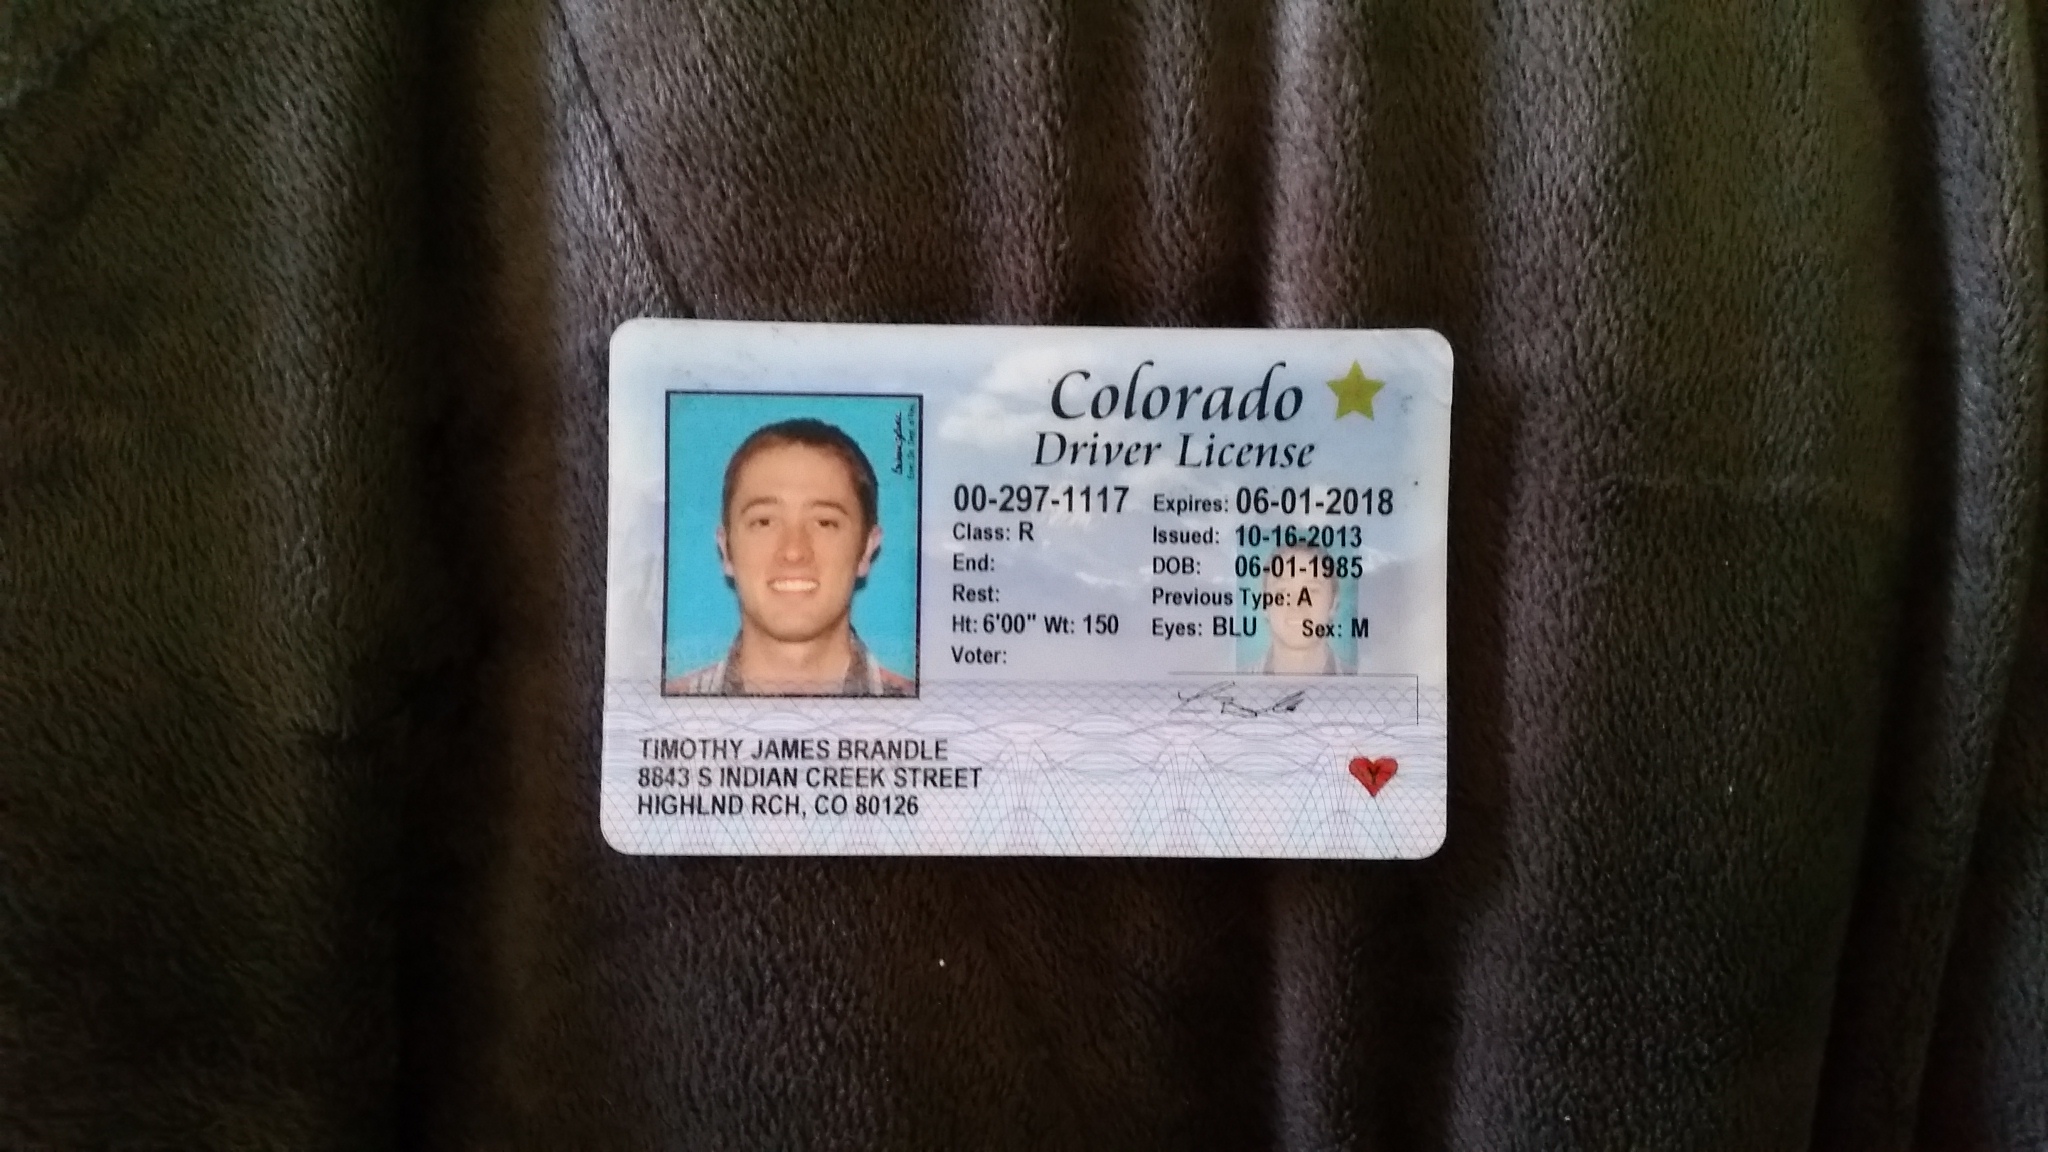 Colorado
Driver License
00-297-1117 Expires: 06-01-2018
Class: R Issued: 10-16-2013
End: DOB: 06-01-1985
Rest: Previous Type: A
Ht: 6'00" Wt: 150 Eyes: BLU Sex: M
Voter:
TIMOTHY JAMES BRANDLE
8843 S INDIAN CREEK STREET
HIGHLND RCH, CO 80126
Y